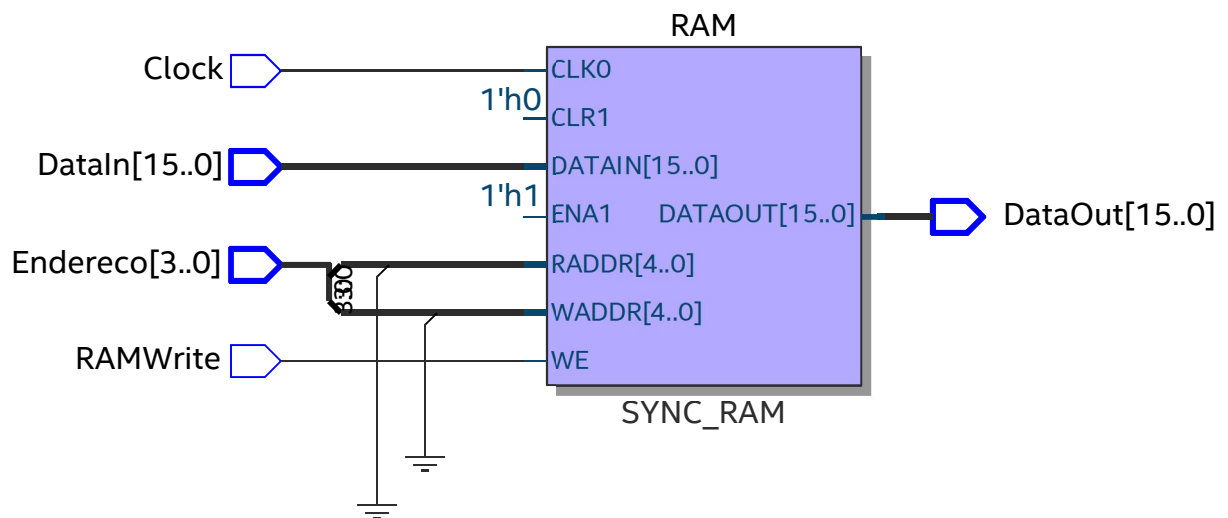 RAM
Clock
CLK0
1'h0
CLR1
DataIn[15..0]
DATAIN[15..0]
1'h1
ENA1
DATAOUT[15..0]
DataOut[15..0]
Endereco[3..0]
RADDR[4..0]
WADDR[4..0]
RAMWrite
WE
SYNC_RAM